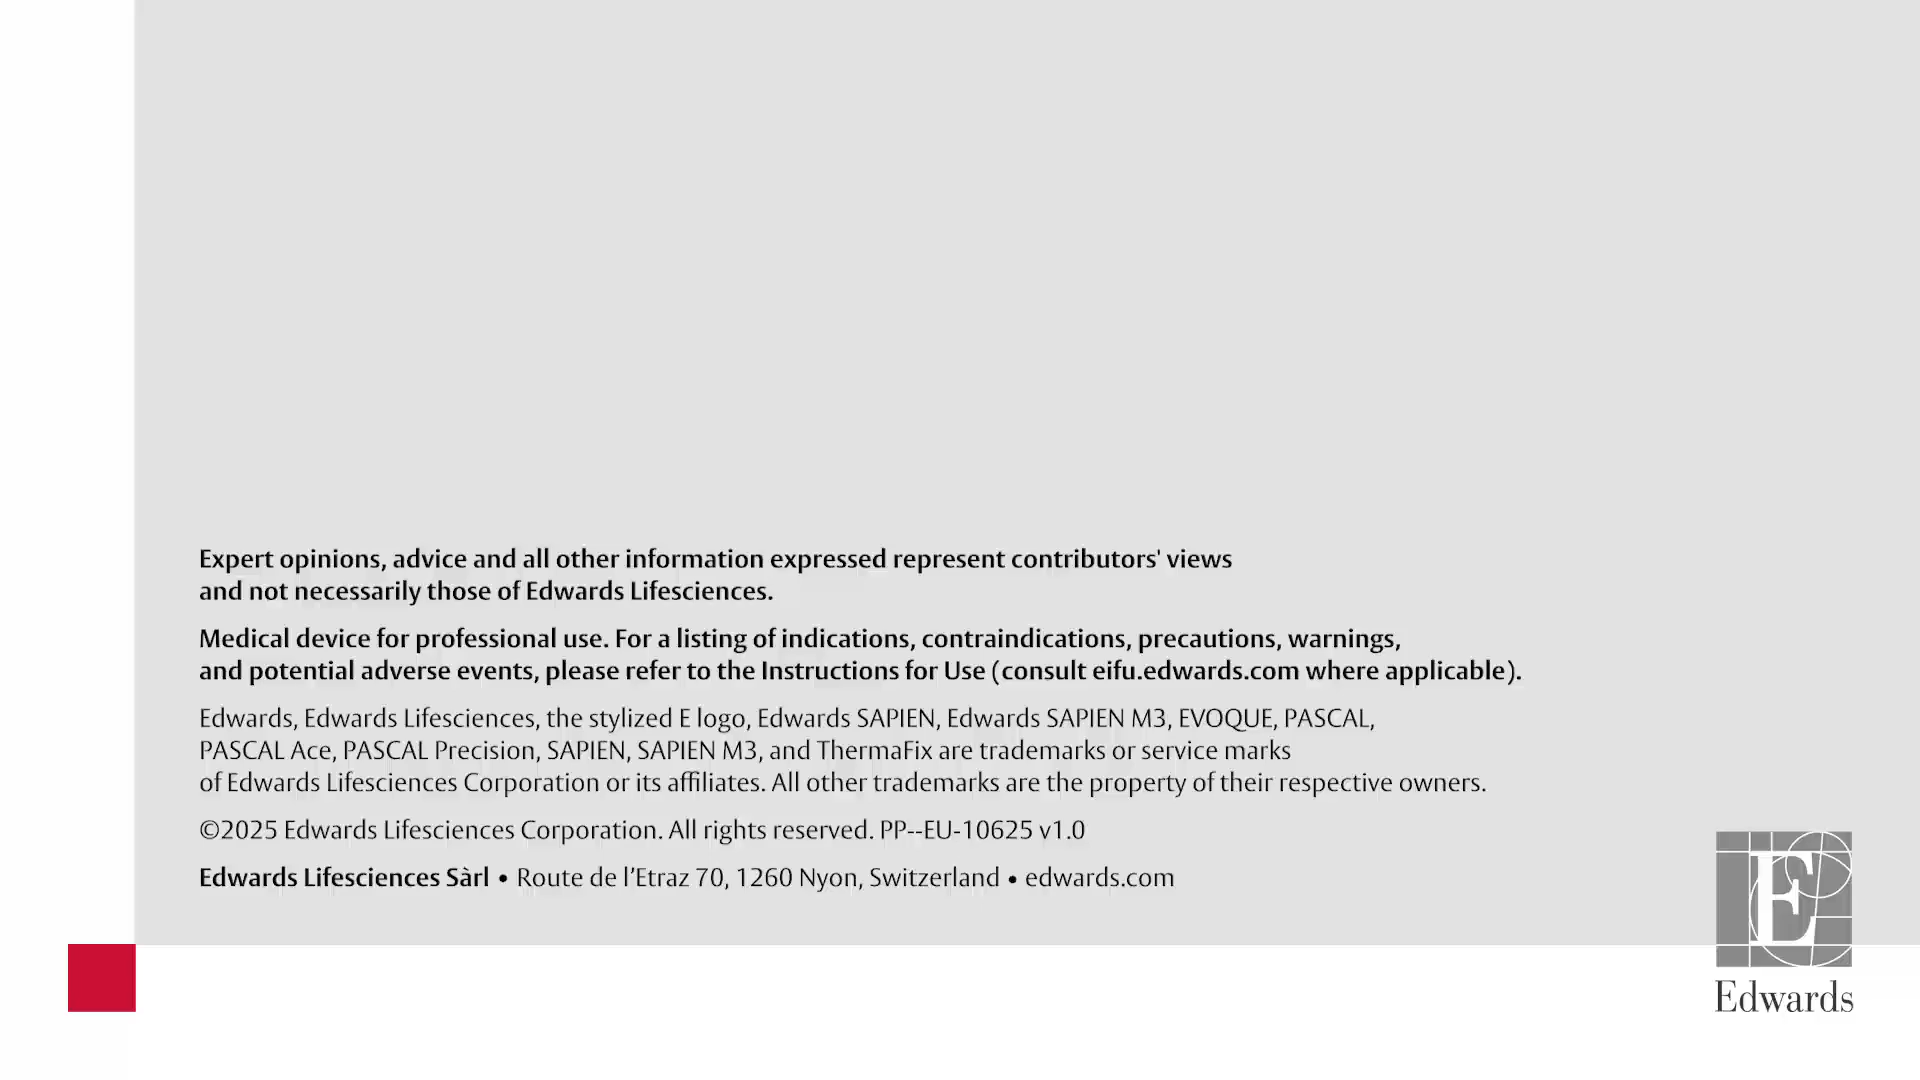 Expert opinions, advice and all other information expressed represent contributors' views
and not necessarily those of Edwards Lifesciences.
Medical device for professional use. For a listing of indications, contraindications, precautions, warnings,
and potential adverse events, please refer to the Instructions for Use (consult eifu.edwards.com where applicable).
Edwards, Edwards Lifesciences, the stylized E logo, Edwards SAPIEN, Edwards SAPIEN M3, EVOQUE, PASCAL,
PASCAL Ace, PASCAL Precision, SAPIEN, SAPIEN M3, and ThermaFix are trademarks or service marks
of Edwards Lifesciences Corporation or its affiliates. All other trademarks are the property of their respective owners.
©2025 Edwards Lifesciences Corporation. All rights reserved. PP--EU-10625 v1.0
Edwards Lifesciences Sàrl • Route de l’Etraz 70, 1260 Nyon, Switzerland • edwards.com
E
Edwards